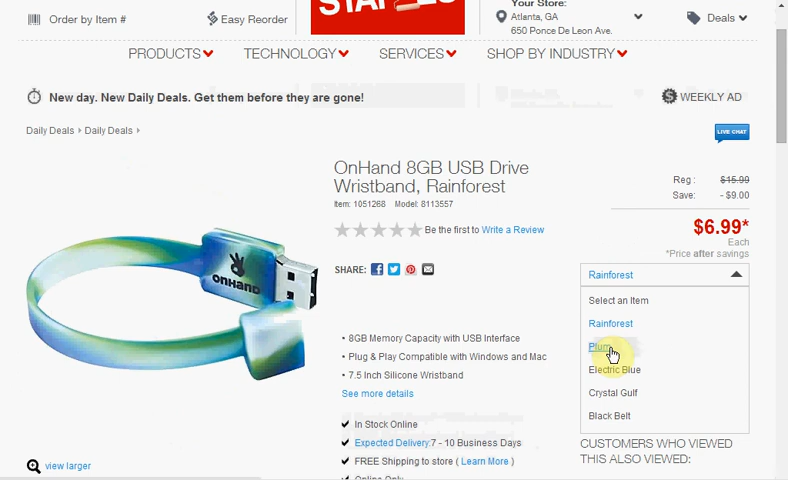 Order by Item #
Easy Reorder
STAPLES
Your Store:
Atlanta, GA
650 Ponce De Leon Ave.
Deals
PRODUCTS
TECHNOLOGY
SERVICES
SHOP BY INDUSTRY
New day. New Daily Deals. Get them before they are gone!
WEEKLY AD
Daily Deals
Daily Deals
LIVE CHAT
OnHand 8GB USB Drive
Wristband, Rainforest
Item: 1051268 Model: 8113557
Be the first to Write a Review
SHARE:
• 8GB Memory Capacity with USB Interface
• Plug & Play Compatible with Windows and Mac
• 7.5 Inch Silicone Wristband
See more details
In Stock Online
Expected Delivery:7 - 10 Business Days
FREE Shipping to store ( Learn More )
Online Only
Reg : $15.99
Save: - $9.00
$6.99*
Each
*Price after savings
Rainforest
Select an Item
Rainforest
Plum
Electric Blue
Crystal Gulf
Black Belt
CUSTOMERS WHO VIEWED
THIS ALSO VIEWED:
ONHAND
view larger